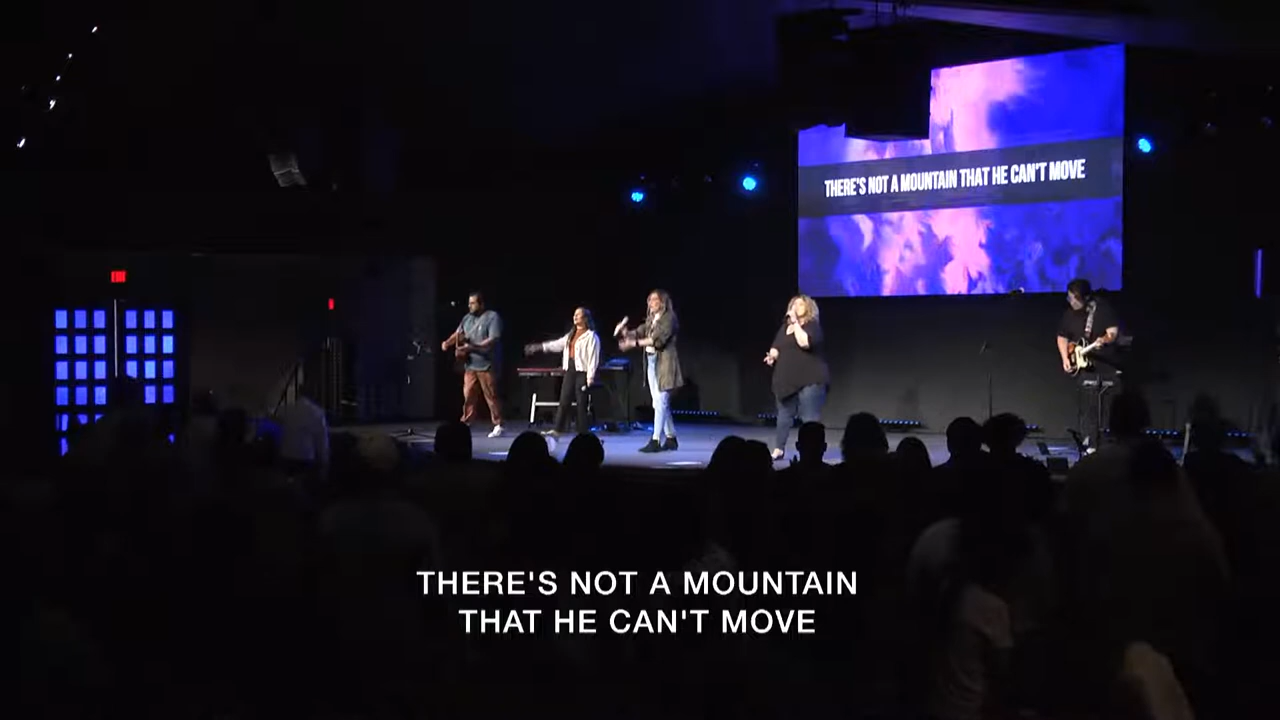 THERE'S NOT A MOUNTAIN THAT HE CAN'T MOVE
THERE'S NOT A MOUNTAIN
THAT HE CAN'T MOVE